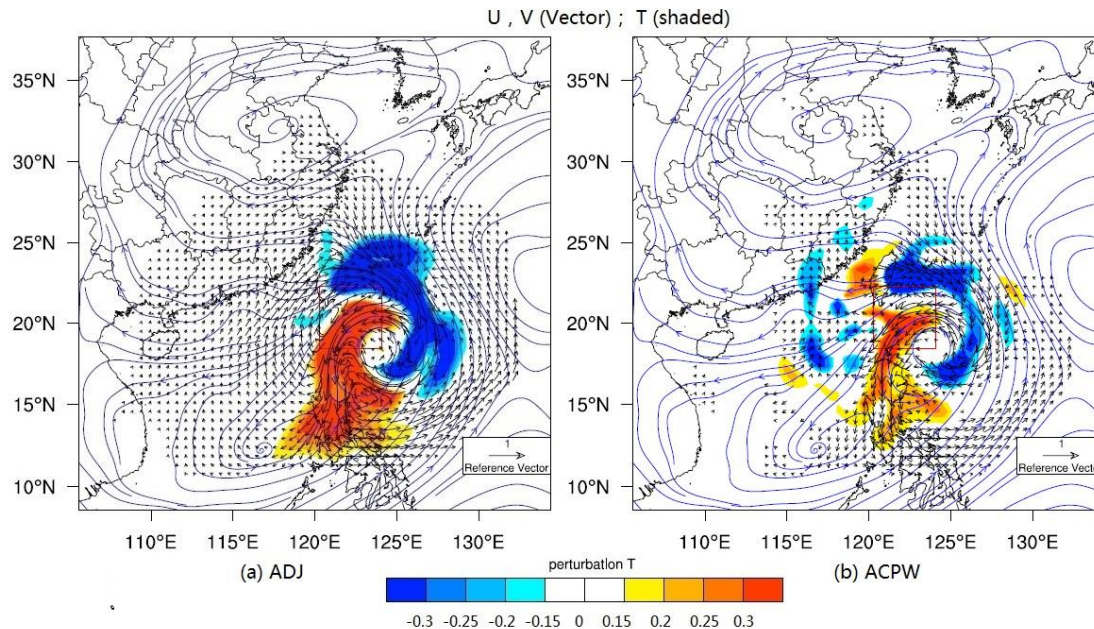 U , V (Vector) ; T (shaded)
35°N
30°N
25°N
20°N
15°N
10°N
1
Reference Vector
110°E 115°E 120°E 125°E 130°E
(a) ADJ
35°N
30°N
25°N
20°N
15°N
10°N
1
Reference Vector
110°E 115°E 120°E 125°E 130°E
(b) ACPW
perturbation T
-0.3 -0.25 -0.2 -0.15 0 0.15 0.2 0.25 0.3